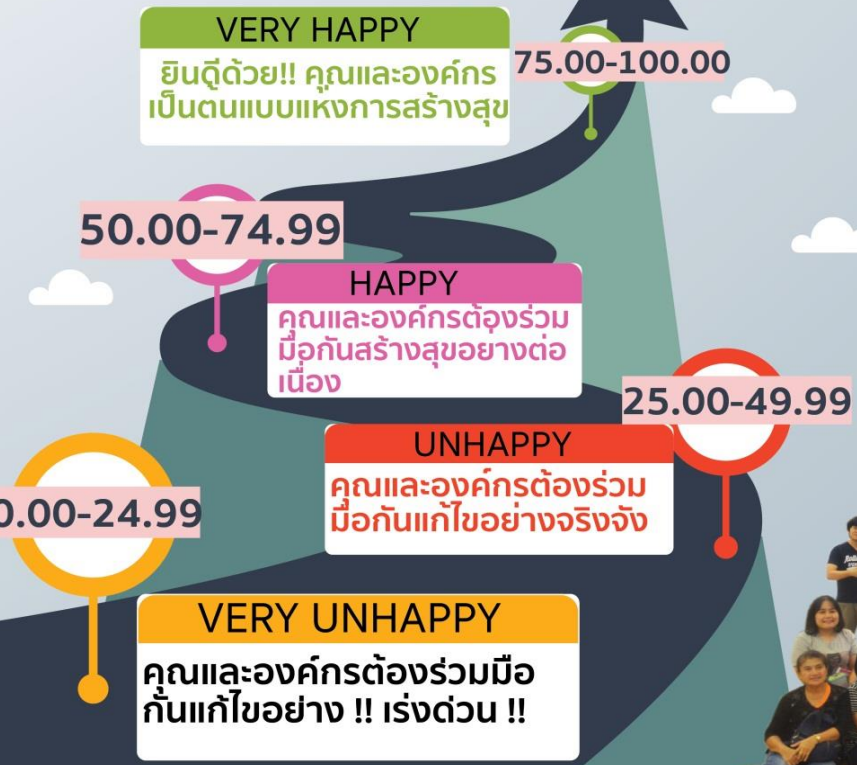 VERY HAPPY
ยินดีด้วย!! คุณและองค์กร
เป็นตนแบบแห่งการสร้างสุข
75.00-100.00
50.00-74.99
HAPPY
คุณและองค์กรต้องร่วม
มือกันสร้างสุขอย่างต่อ
เนื่อง
25.00-49.99
UNHAPPY
คุณและองค์กรต้องร่วม
มือกันแก้ไขอย่างจริงจัง
0.00-24.99
VERY UNHAPPY
คุณและองค์กรต้องร่วมมือ
กันแก้ไขอย่าง !! เร่งด่วน !!